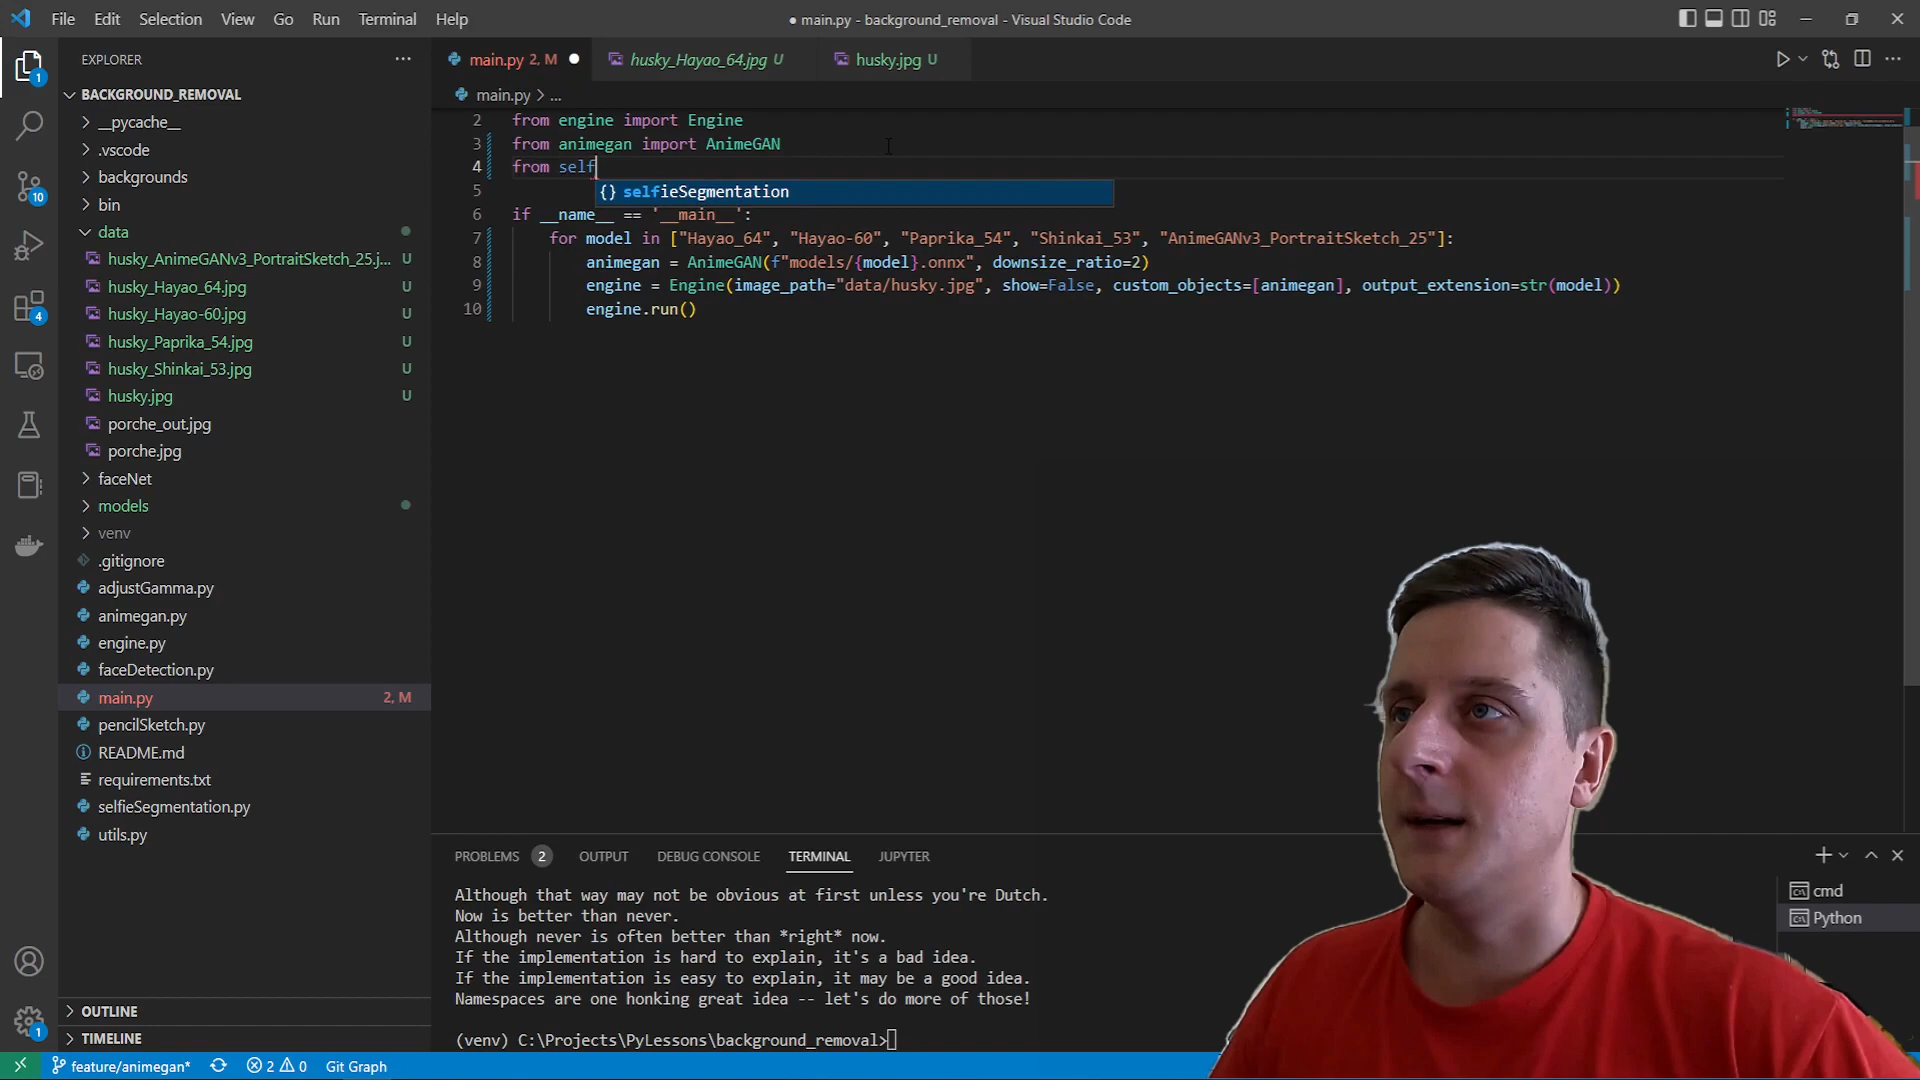 File Edit Selection View Go Run Terminal Help
● main.py - background_removal - Visual Studio Code
EXPLORER
main.py 2, M
husky_Hayao_64.jpg U
husky.jpg U
main.py > ...
BACKGROUND_REMOVAL
__pycache__
.vscode
backgrounds
bin
data
husky_AnimeGANv3_PortraitSketch_25.j... U
husky_Hayao_64.jpg U
husky_Hayao-60.jpg U
husky_Paprika_54.jpg U
husky_Shinkai_53.jpg U
husky.jpg U
porche_out.jpg
porche.jpg
faceNet
models
venv
.gitignore
adjustGamma.py
animegan.py
engine.py
faceDetection.py
main.py 2, M
pencilSketch.py
README.md
requirements.txt
selfieSegmentation.py
utils.py
OUTLINE
TIMELINE
1
10
4
1
2 from engine import Engine
3 from animegan import AnimeGAN
4 from self
{} selfieSegmentation
5
6 if __name__ == '__main__':
7 for model in ["Hayao_64", "Hayao-60", "Paprika_54", "Shinkai_53", "AnimeGANv3_PortraitSketch_25"]:
8 animegan = AnimeGAN(f"models/{model}.onnx", downsize_ratio=2)
9 engine = Engine(image_path="data/husky.jpg", show=False, custom_objects=[animegan], output_extension=str(model))
10 engine.run()
PROBLEMS 2 OUTPUT DEBUG CONSOLE TERMINAL JUPYTER
Although that way may not be obvious at first unless you're Dutch.
Now is better than never.
Although never is often better than *right* now.
If the implementation is hard to explain, it's a bad idea.
If the implementation is easy to explain, it may be a good idea.
Namespaces are one honking great idea -- let's do more of those!
(venv) C:\Projects\PyLessons\background_removal>
cmd
Python
feature/animegan* 2 0 Git Graph